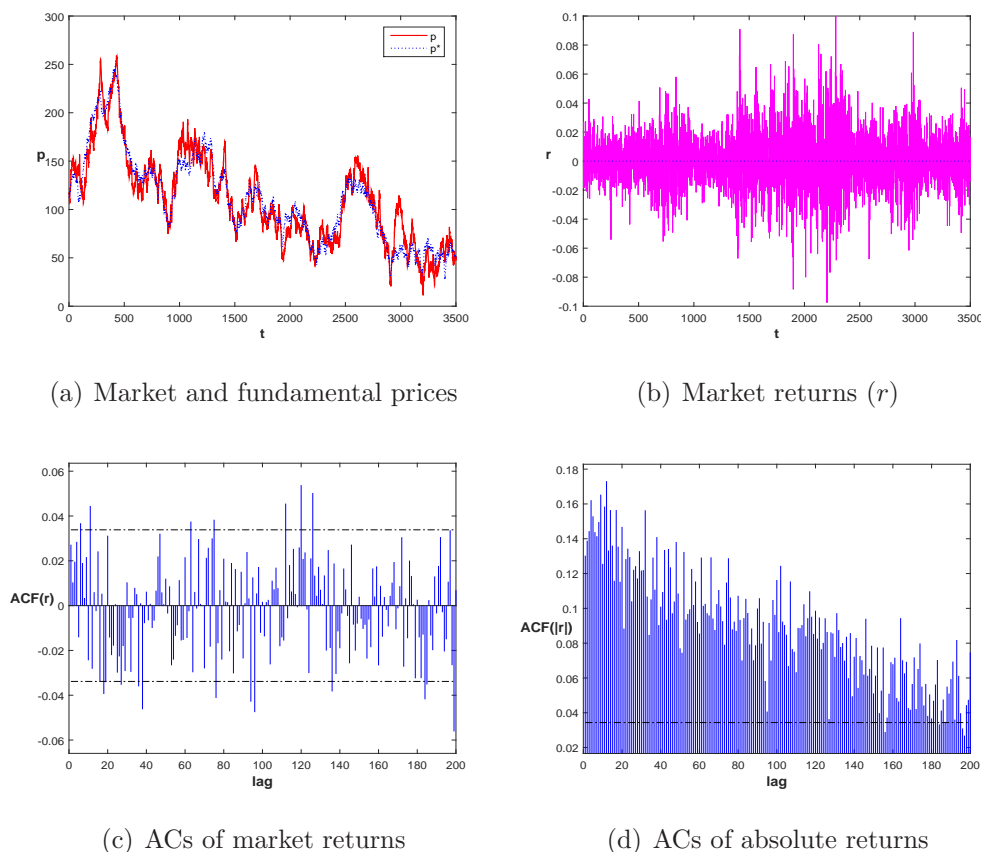 300
250
200
150
100
50
0
p
0 500 1000 1500 2000 2500 3000 3500
t
p
p*
0.1
0.08
0.06
0.04
0.02
0
-0.02
-0.04
-0.06
-0.08
-0.1
r
0 500 1000 1500 2000 2500 3000 3500
t
(a) Market and fundamental prices
(b) Market returns (r)
0.06
0.04
0.02
0
-0.02
-0.04
-0.06
ACF(r)
0 20 40 60 80 100 120 140 160 180 200
lag
0.18
0.16
0.14
0.12
0.1
0.08
0.06
0.04
0.02
ACF(|r|)
0 20 40 60 80 100 120 140 160 180 200
lag
(c) ACs of market returns
(d) ACs of absolute returns